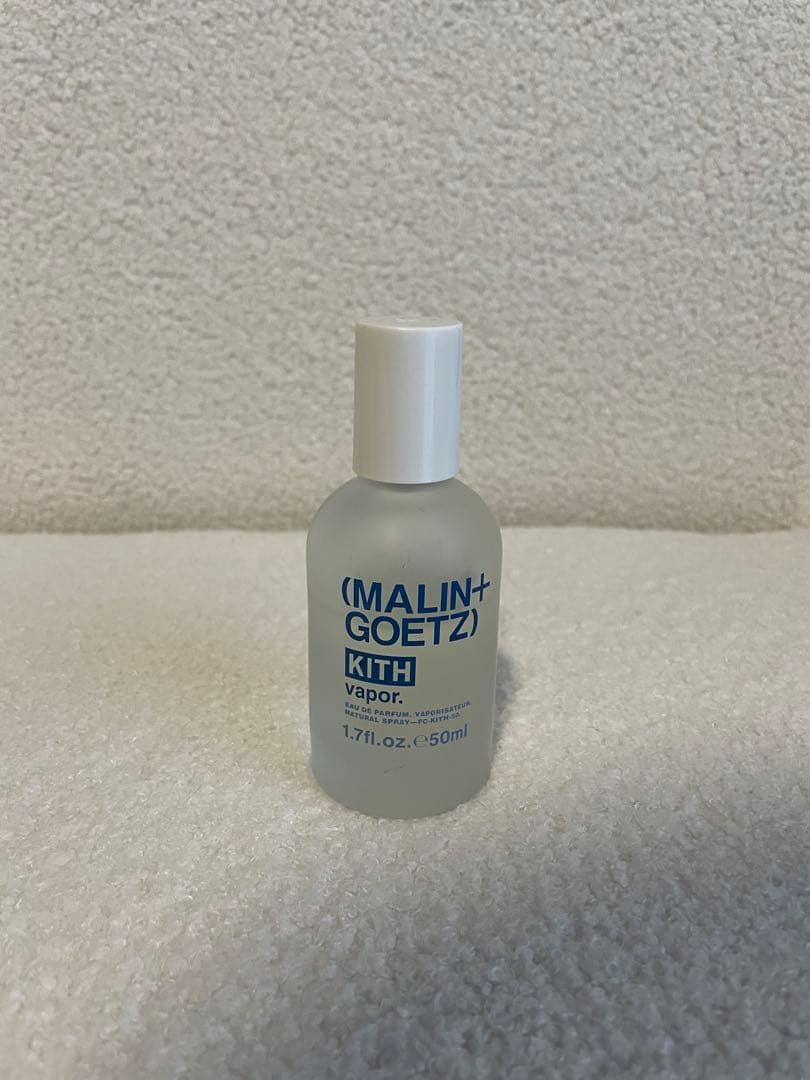 (MALIN+
GOETZ)
KITH
vapor.
EAU DE PARFUM. VAPORISATEUR.
NATURAL SPRAY—FC-KITH-50.
1.7fl.oz.℮50ml